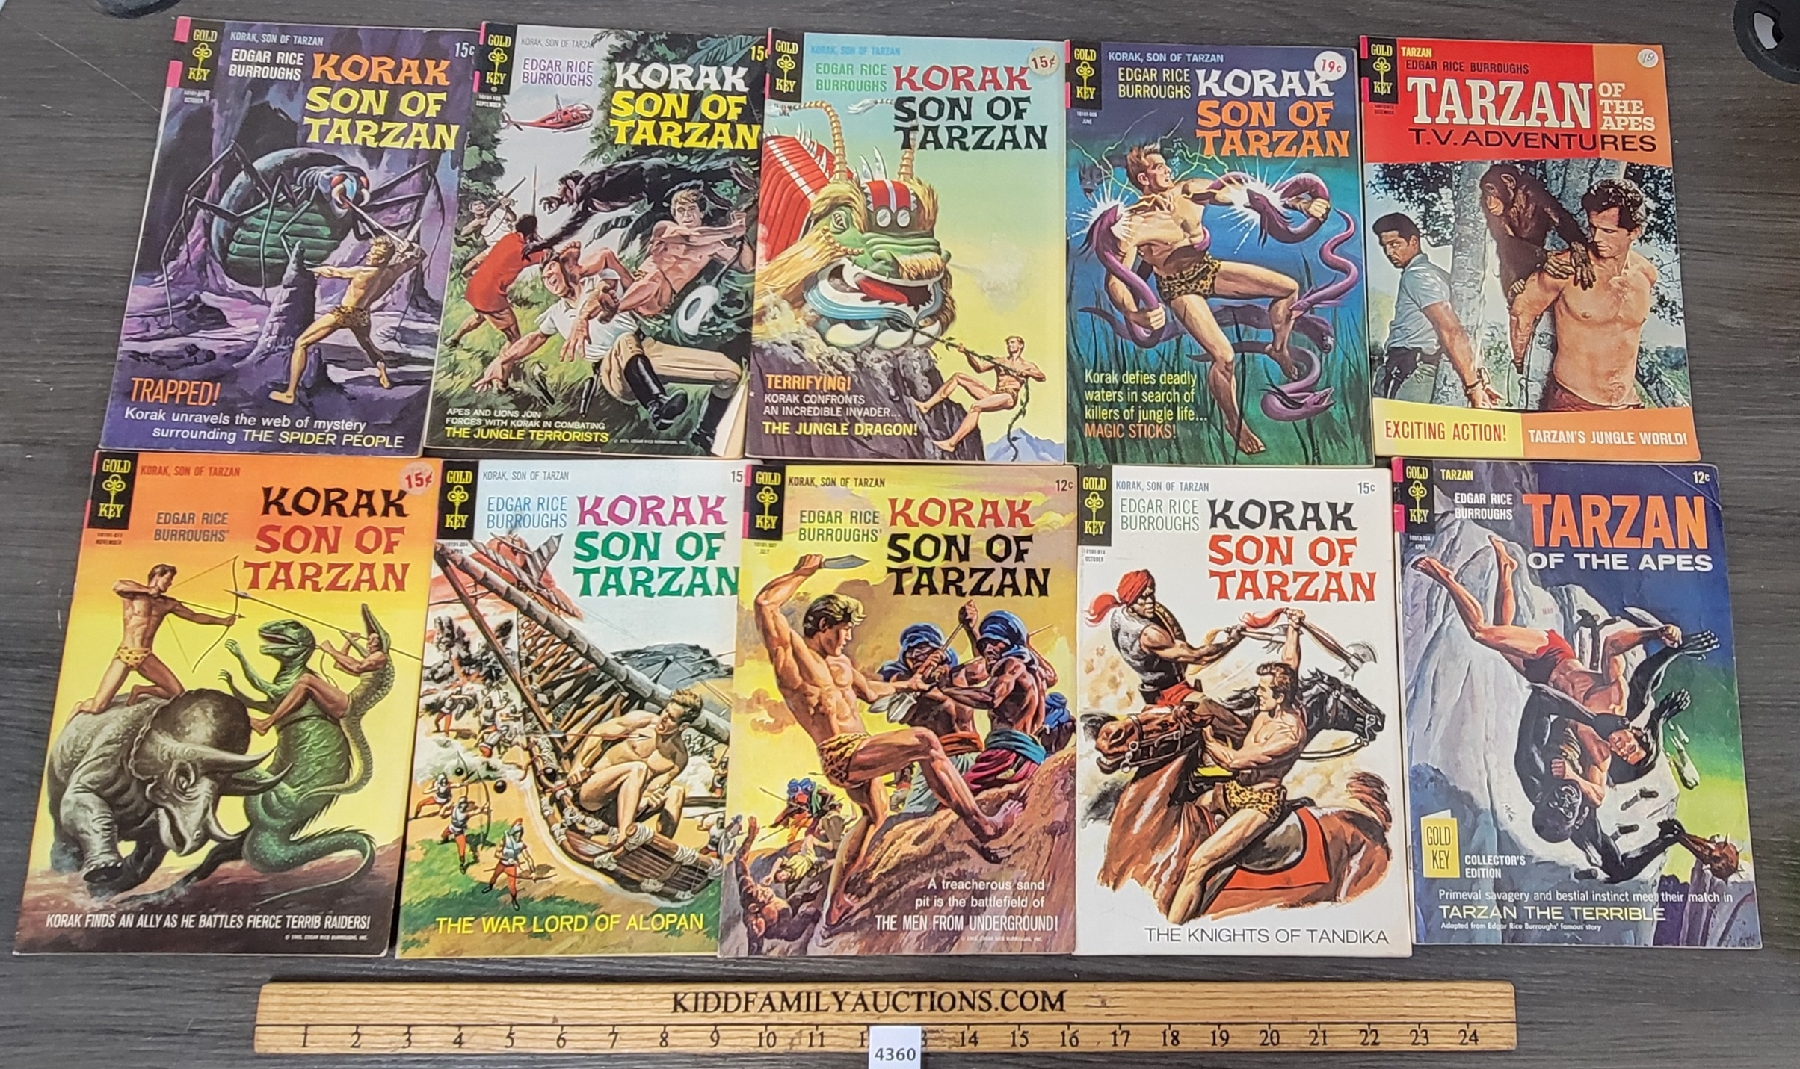 GOLD KEY
KORAK, SON OF TARZAN
15¢
EDGAR RICE BURROUGHS
KORAK
SON OF
TARZAN
OCTOBER
TRAPPED!
Korak unravels the web of mystery
surrounding THE SPIDER PEOPLE
GOLD KEY
KORAK, SON OF TARZAN
15¢
EDGAR RICE BURROUGHS
KORAK
SON OF
TARZAN
SEPTEMBER
APES AND LIONS JOIN
FORCES WITH KORAK IN COMBATING
THE JUNGLE TERRORISTS
GOLD KEY
KORAK, SON OF TARZAN
15¢
EDGAR RICE BURROUGHS
KORAK
SON OF
TARZAN
TERRIFYING!
KORAK CONFRONTS
AN INCREDIBLE INVADER...
THE JUNGLE DRAGON!
GOLD KEY
KORAK, SON OF TARZAN
19¢
EDGAR RICE BURROUGHS
KORAK
SON OF
TARZAN
JUNE
Korak defies deadly
waters in search of
killers of jungle life...
MAGIC STICKS!
GOLD KEY
TARZAN
EDGAR RICE BURROUGHS
TARZAN OF THE APES
T.V. ADVENTURES
EXCITING ACTION!
TARZAN'S JUNGLE WORLD!
GOLD KEY
KORAK, SON OF TARZAN
15¢
EDGAR RICE BURROUGHS'
KORAK
SON OF
TARZAN
NOVEMBER
KORAK FINDS AN ALLY AS HE BATTLES FIERCE TERRIB RAIDERS!
GOLD KEY
KORAK, SON OF TARZAN
15
EDGAR RICE BURROUGHS
KORAK
SON OF
TARZAN
APRIL
THE WAR LORD OF ALOPAN
GOLD KEY
KORAK, SON OF TARZAN
12¢
EDGAR RICE BURROUGHS'
KORAK
SON OF
TARZAN
JULY
A treacherous sand
pit is the battlefield of
THE MEN FROM UNDERGROUND!
GOLD KEY
KORAK, SON OF TARZAN
15¢
EDGAR RICE BURROUGHS
KORAK
SON OF
TARZAN
OCTOBER
THE KNIGHTS OF TANDIKA
GOLD KEY
TARZAN
12¢
EDGAR RICE BURROUGHS
TARZAN
OF THE APES
GOLD KEY
COLLECTOR'S EDITION
Primeval savagery and bestial instinct meet their match in
TARZAN THE TERRIBLE
Adapted from Edgar Rice Burroughs' famous story
KIDDFAMILYAUCTIONS.COM
1 2 3 4 5 6 7 8 9 10 11 14 15 16 17 18 19 20 21 22 23 24
4360